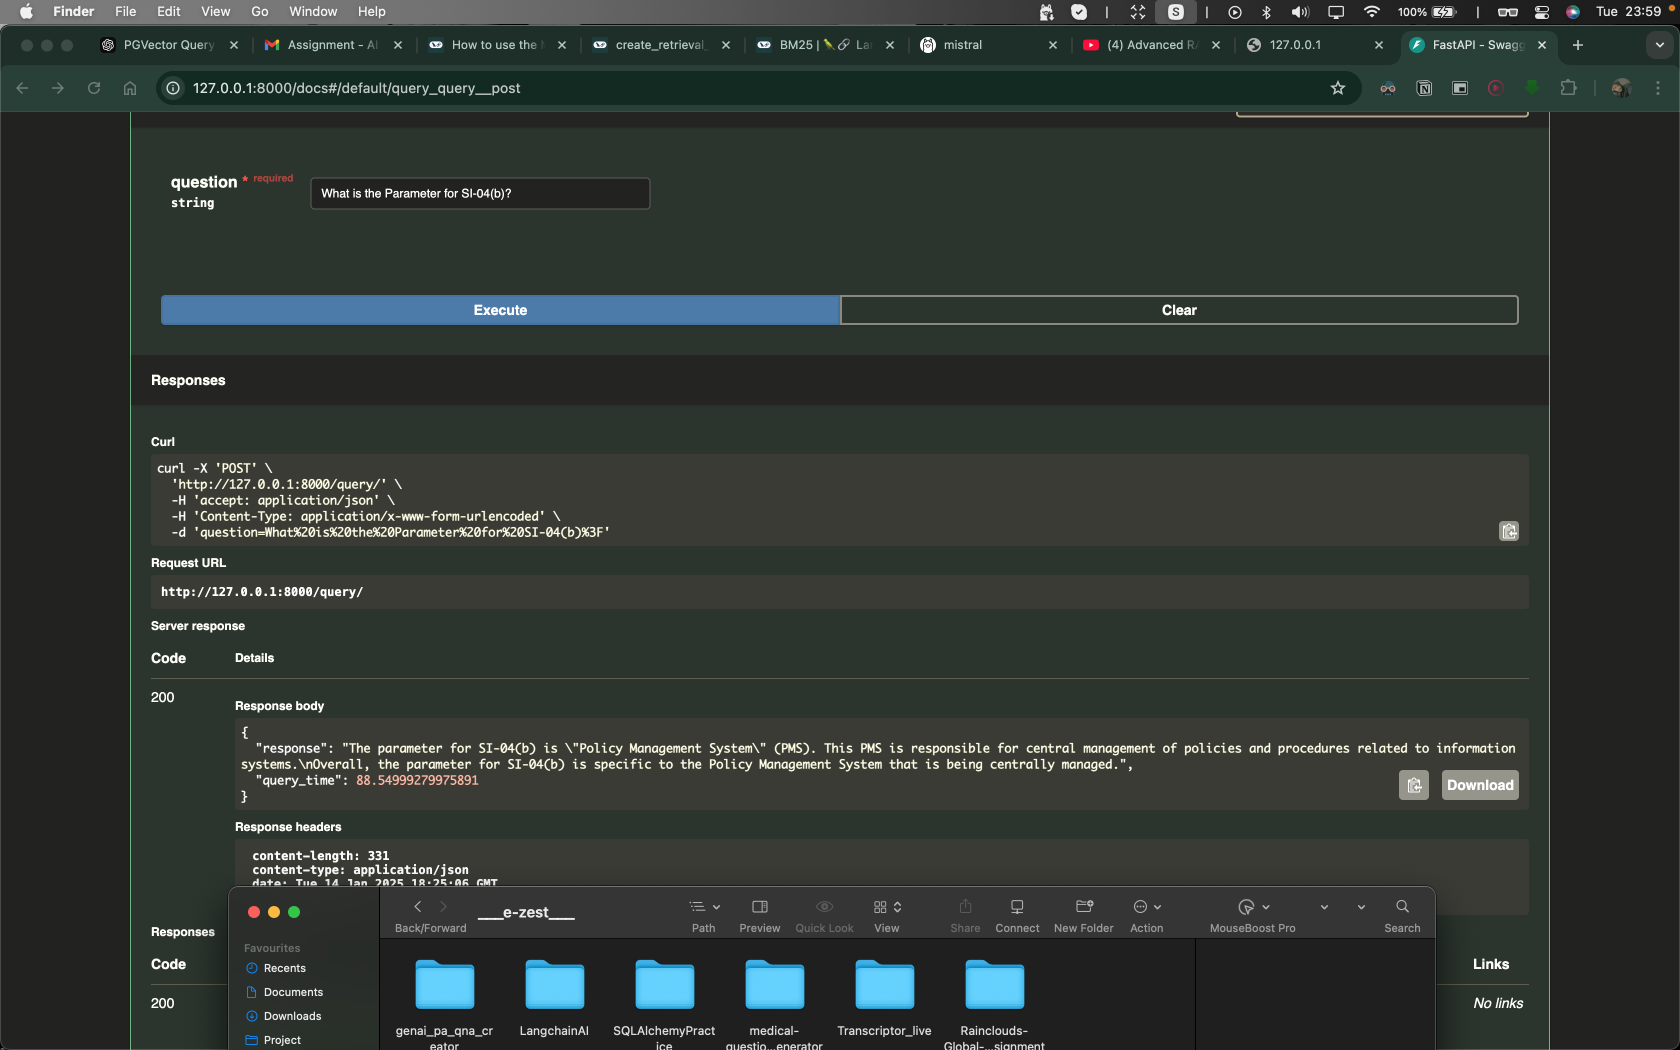 Finder File Edit View Go Window Help
S 100% Tue 23:59
PGVector Query
Assignment - AI
How to use the
create_retrieval_
BM25 | La
mistral
(4) Advanced RA
127.0.0.1
FastAPI - Swagg
127.0.0.1:8000/docs#/default/query_query__post
question * required
string
What is the Parameter for SI-04(b)?
Execute
Clear
Responses
Curl
curl -X 'POST' \
'http://127.0.0.1:8000/query/' \
-H 'accept: application/json' \
-H 'Content-Type: application/x-www-form-urlencoded' \
-d 'question=What%20is%20the%20Parameter%20for%20SI-04(b)%3F'
Request URL
http://127.0.0.1:8000/query/
Server response
Code Details
200
Response body
{
"response": "The parameter for SI-04(b) is \"Policy Management System\" (PMS). This PMS is responsible for central management of policies and procedures related to information
systems.\nOverall, the parameter for SI-04(b) is specific to the Policy Management System that is being centrally managed.",
"query_time": 88.54999279975891
}
Download
Response headers
content-length: 331
content-type: application/json
date: Tue 14 Jan 2025 18:25:06 GMT
Responses
Code
Links
200
No links
___e-zest___
Back/Forward
Path
Preview
Quick Look
View
Share
Connect
New Folder
Action
MouseBoost Pro
Search
Favourites
Recents
Documents
Downloads
Project
genai_pa_qna_cr
eator
LangchainAI
SQLAlchemyPract
ice
medical-
questio...enerator
Transcriptor_live
Rainclouds-
Global-...signment